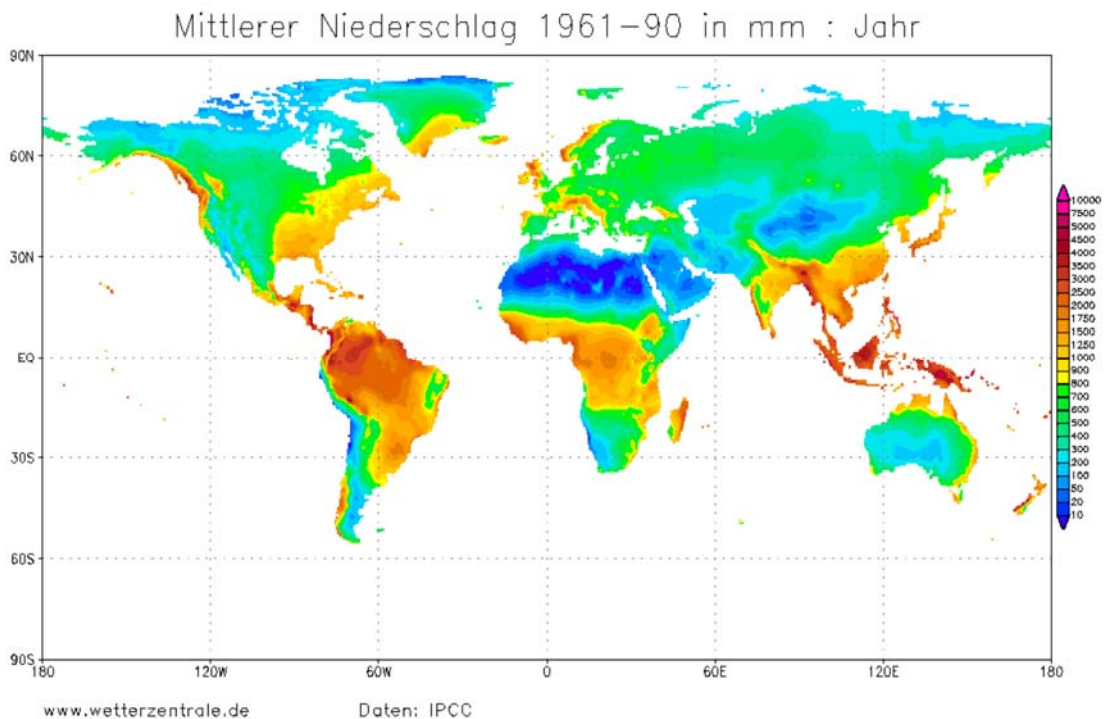 Mittlerer Niederschlag 1961-90 in mm : Jahr
90N
60N
30N
EQ
30S
60S
90S
180 120W 60W 0 60E 120E 180
10000
7500
5000
4500
4000
3500
3000
2500
2000
1750
1500
1250
1000
900
800
700
600
500
400
300
200
100
50
20
10
www.wetterzentrale.de Daten: IPCC